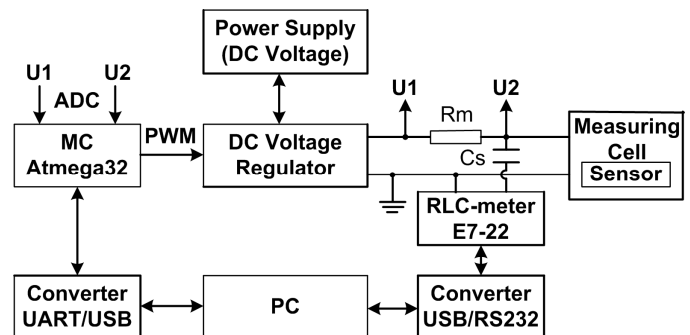 Power Supply
(DC Voltage)
U1
U2
ADC
MC
Atmega32
PWM
DC Voltage
Regulator
U1
Rm
U2
Cs
Measuring
Cell
Sensor
RLC-meter
E7-22
Converter
UART/USB
PC
Converter
USB/RS232